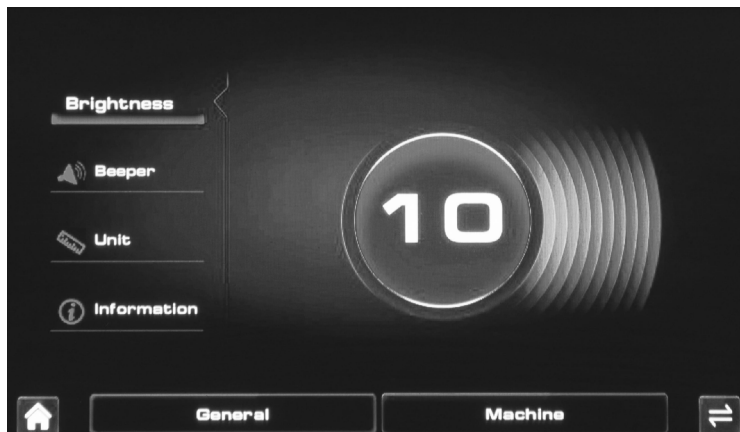 Brightness
Beeper
Unit
Information
10
General
Machine